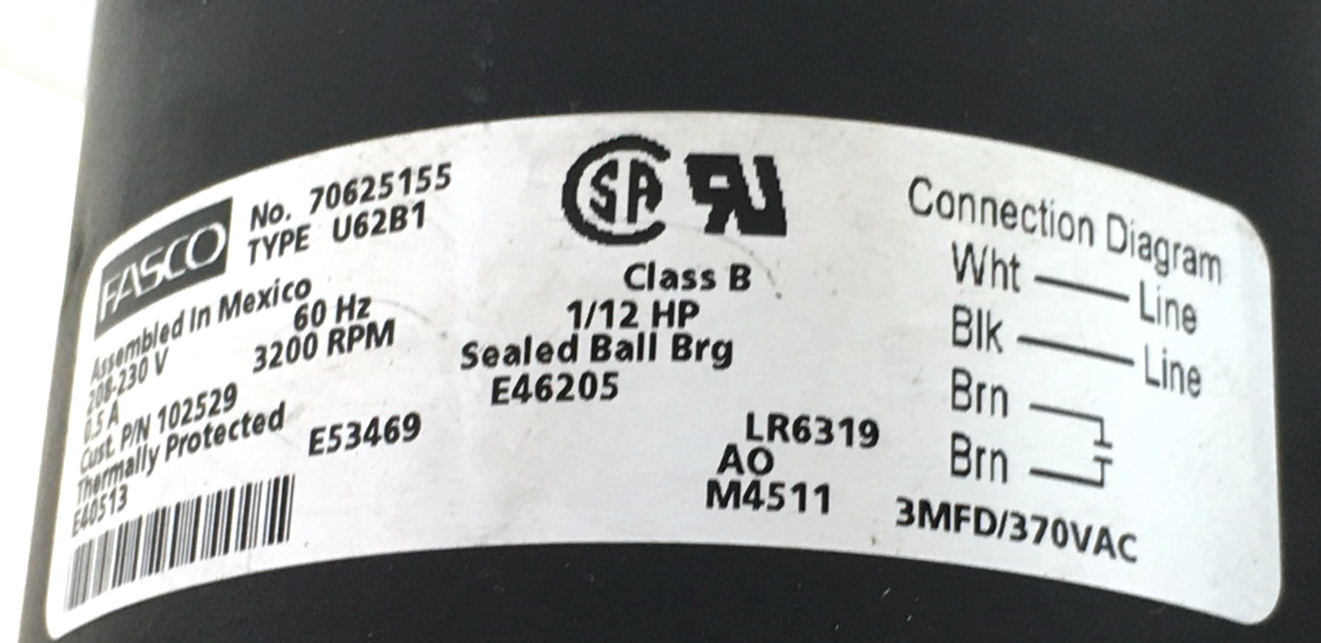 FASCO
No. 70625155
TYPE U62B1
Assembled In Mexico
208-230 V 60 Hz
0.5 A 3200 RPM
Cust. P/N 102529
Thermally Protected
E40513
E53469
SA
Class B
1/12 HP
Sealed Ball Brg
E46205
LR6319
AO
M4511
Connection Diagram
Wht Line
Blk Line
Brn
Brn
3MFD/370VAC